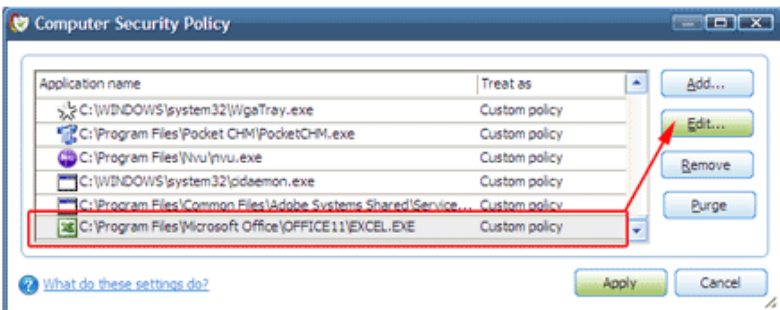 Computer Security Policy
Application name Treat as
C:\WINDOWS\system32\WgaTray.exe Custom policy
C:\Program Files\Pocket CHM\PocketCHM.exe Custom policy
C:\Program Files\Nvu\nvu.exe Custom policy
C:\WINDOWS\system32\pdaemon.exe Custom policy
C:\Program Files\Common Files\Adobe Systems Shared\Service... Custom policy
C:\Program Files\Microsoft Office\OFFICE11\EXCEL.EXE Custom policy
Add...
Edit...
Remove
Purge
What do these settings do?
Apply Cancel